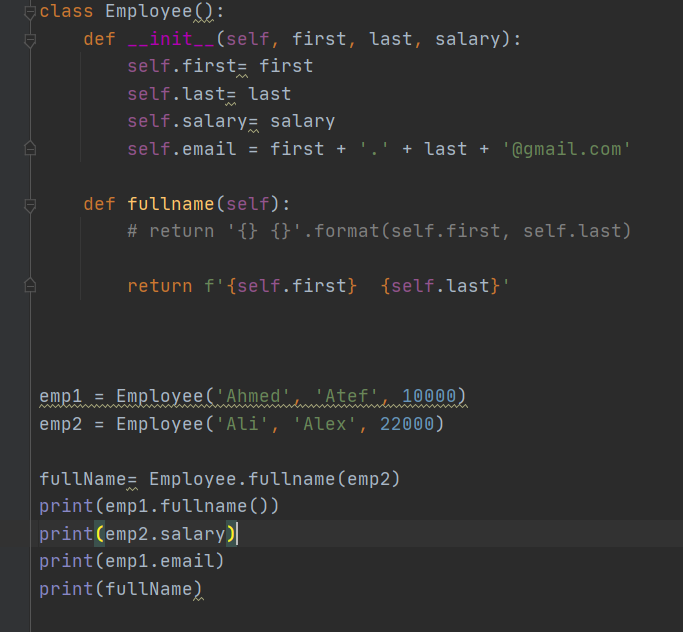 class Employee():
    def __init__(self, first, last, salary):
        self.first= first
        self.last= last
        self.salary= salary
        self.email = first + '.' + last + '@gmail.com'
    def fullname(self):
        # return '{} {}'.format(self.first, self.last)
        return f'{self.first}  {self.last}'
emp1 = Employee('Ahmed', 'Atef', 10000)
emp2 = Employee('Ali', 'Alex', 22000)
fullName= Employee.fullname(emp2)
print(emp1.fullname())
print(emp2.salary)
print(emp1.email)
print(fullName)